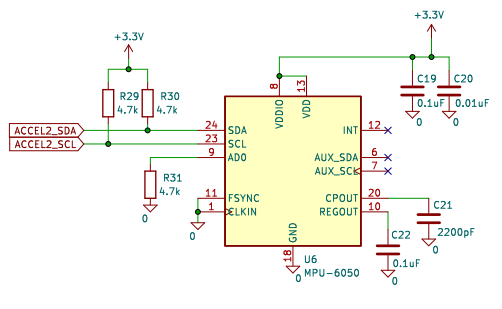 +3.3V
+3.3V
R29
4.7k
R30
4.7k
C19
0.1uF
C20
0.01uF
0
0
8
13
VDDIO
VDD
ACCEL2_SDA
ACCEL2_SCL
24
23
9
SDA
SCL
AD0
INT
12
AUX_SDA
6
AUX_SCL
7
R31
4.7k
0
11
1
FSYNC
CLKIN
0
CPOUT
20
REGOUT
10
C21
2200pF
0
C22
0.1uF
0
GND
18
0
U6
MPU-6050